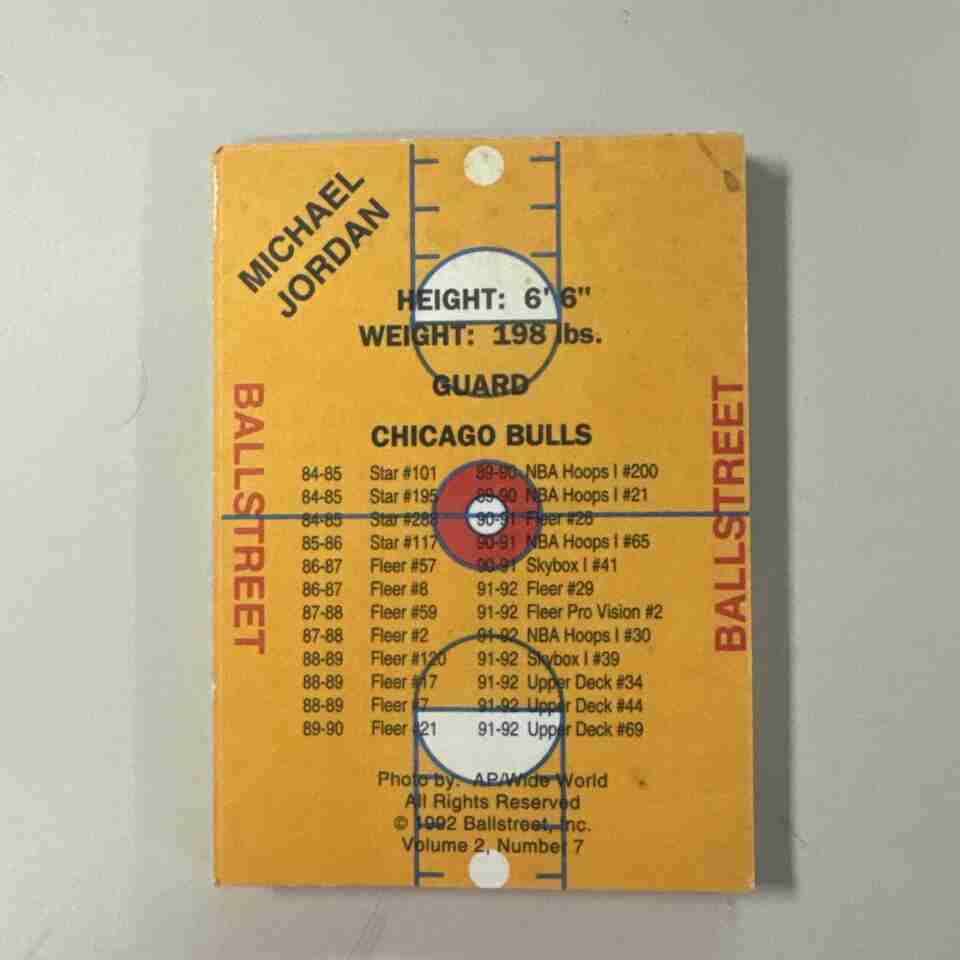 MICHAEL
JORDAN
HEIGHT: 6' 6"
WEIGHT: 198 lbs.
GUARD
CHICAGO BULLS
BALLSTREET
BALLSTREET
84-85 Star #101 89-90 NBA Hoops I #200
84-85 Star #195 89-90 NBA Hoops I #21
84-85 Star #288 90-91 Fleer #26
85-86 Star #117 90-91 NBA Hoops I #65
86-87 Fleer #57 90-91 Skybox I #41
86-87 Fleer #8 91-92 Fleer #29
87-88 Fleer #59 91-92 Fleer Pro Vision #2
87-88 Fleer #2 91-92 NBA Hoops I #30
88-89 Fleer #120 91-92 Skybox I #39
88-89 Fleer #17 91-92 Upper Deck #34
88-89 Fleer #7 91-92 Upper Deck #44
89-90 Fleer #21 91-92 Upper Deck #69
Photo by: AP/Wide World
All Rights Reserved
© 1992 Ballstreet, Inc.
Volume 2, Number 7